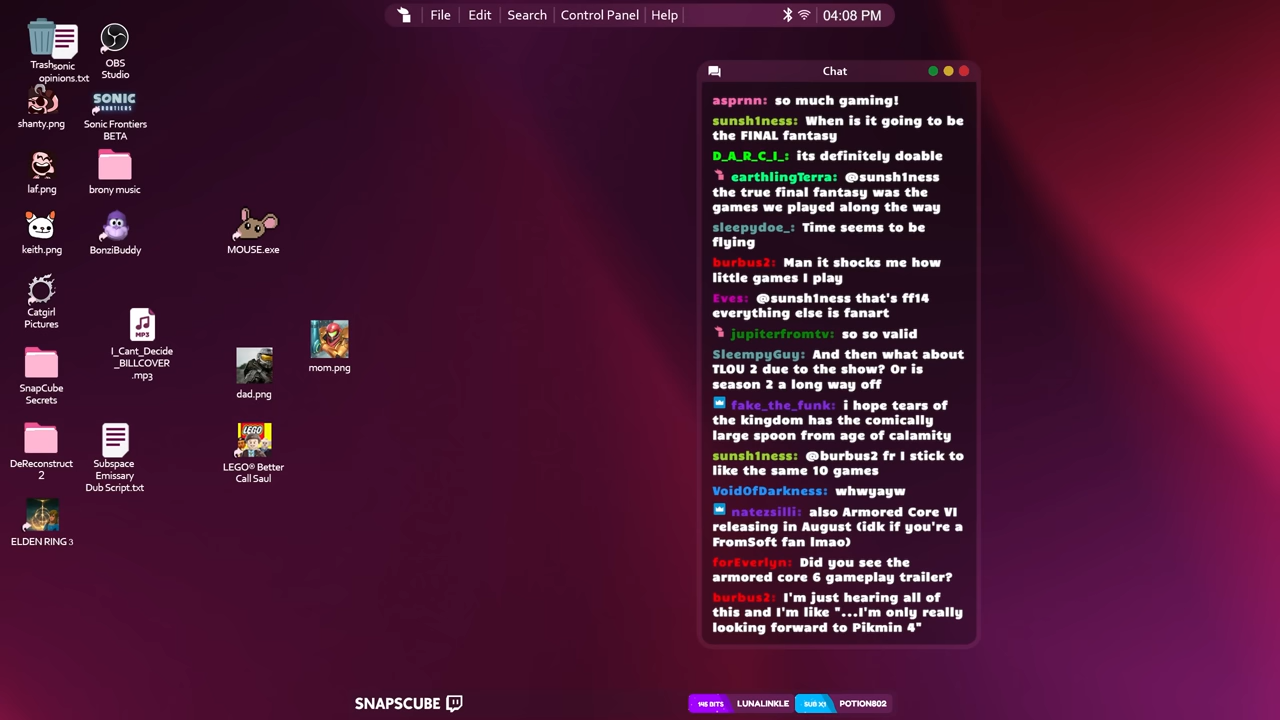 File Edit Search Control Panel Help 04:08 PM
Trash
sonic
opinions.txt
OBS
Studio
shanty.png
SONIC
FRONTIERS
Sonic Frontiers
BETA
laf.png
brony music
keith.png
BonziBuddy
MOUSE.exe
Catgirl
Pictures
MP3
I_Cant_Decide
_BILLCOVER
.mp3
dad.png
mom.png
SnapCube
Secrets
DeReconstruct
2
Subspace
Emissary
Dub Script.txt
LEGO
LEGO® Better
Call Saul
ELDEN RING 3
Chat
asprnn: so much gaming!
sunsh1ness: When is it going to be
the FINAL fantasy
D_A_R_C_I_: its definitely doable
earthlingTerra: @sunsh1ness
the true final fantasy was the
games we played along the way
sleepydoe_: Time seems to be
flying
burbus2: Man it shocks me how
little games I play
Eves: @sunsh1ness that's ff14
everything else is fanart
jupiterfromtv: so so valid
SleempyGuy: And then what about
TLOU 2 due to the show? Or is
season 2 a long way off
fake_the_funk: i hope tears of
the kingdom has the comically
large spoon from age of calamity
sunsh1ness: @burbus2 fr I stick to
like the same 10 games
VoidOfDarkness: whwyayw
natezsilli: also Armored Core VI
releasing in August (idk if you're a
FromSoft fan lmao)
forEverlyn: Did you see the
armored core 6 gameplay trailer?
burbus2: I'm just hearing all of
this and I'm like "...I'm only really
looking forward to Pikmin 4"
SNAPSCUBE
145 BITS LUNALINKLE SUB X3 POTION802